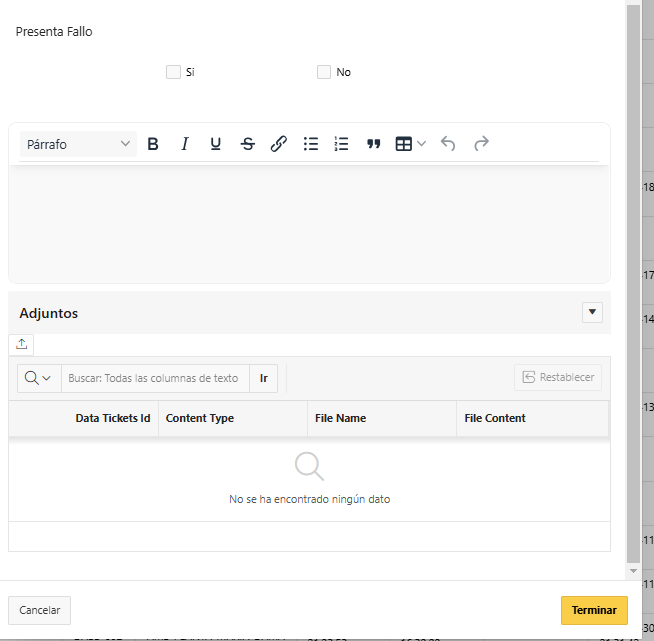 Presenta Fallo
Si
No
Párrafo
B I U S
Adjuntos
Buscar: Todas las columnas de texto
Ir
Restablecer
Data Tickets Id
Content Type
File Name
File Content
No se ha encontrado ningún dato
Cancelar
Terminar
18
17
14
13
11
11
30